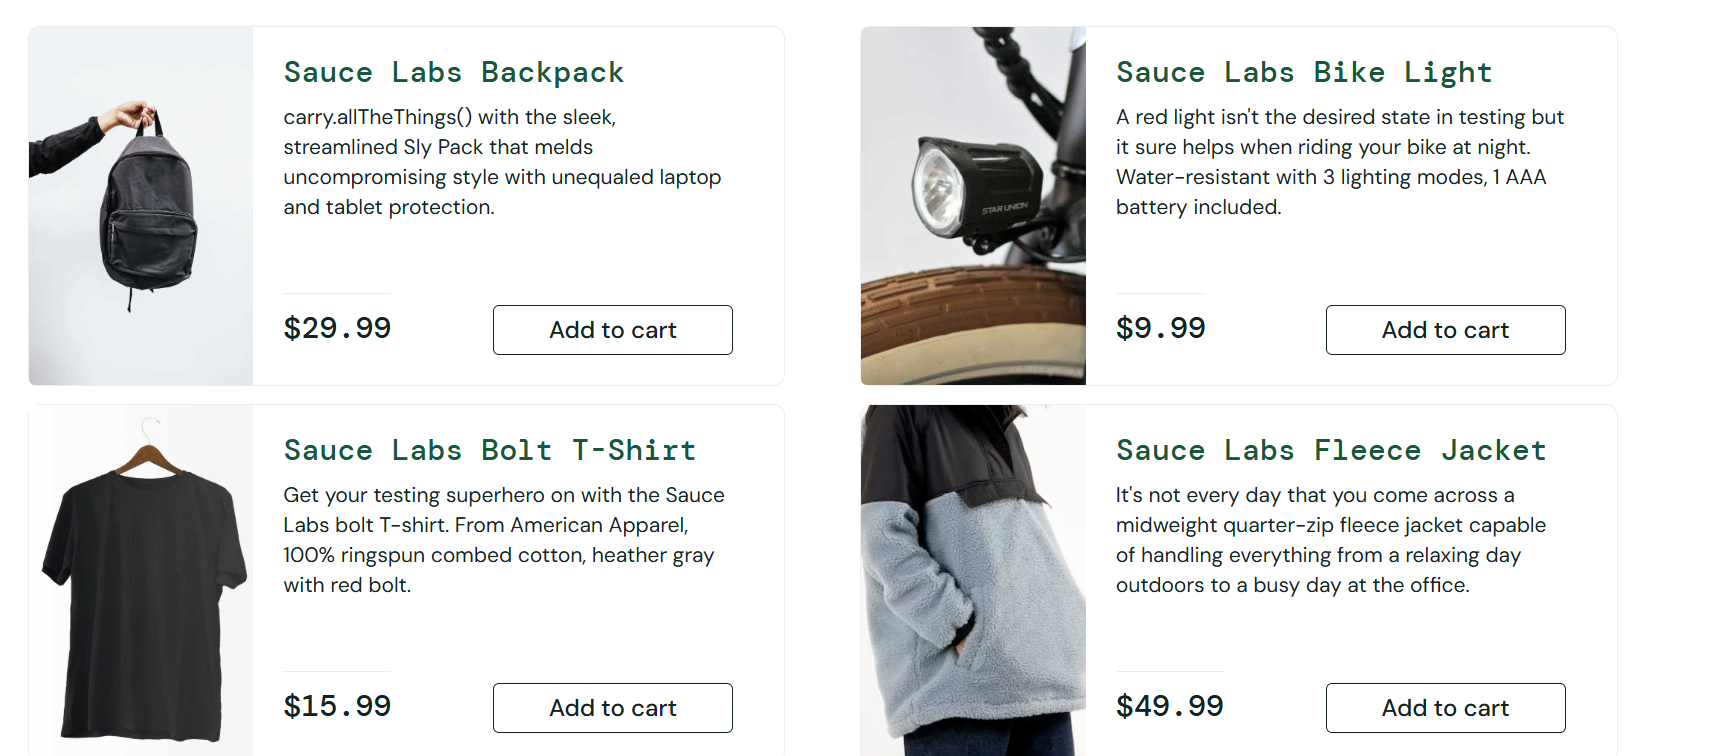 Sauce Labs Backpack
carry.allTheThings() with the sleek,
streamlined Sly Pack that melds
uncompromising style with unequaled laptop
and tablet protection.
$29.99
Add to cart
Sauce Labs Bike Light
A red light isn't the desired state in testing but
it sure helps when riding your bike at night.
Water-resistant with 3 lighting modes, 1 AAA
battery included.
STAR UNION
$9.99
Add to cart
Sauce Labs Bolt T-Shirt
Get your testing superhero on with the Sauce
Labs bolt T-shirt. From American Apparel,
100% ringspun combed cotton, heather gray
with red bolt.
$15.99
Add to cart
Sauce Labs Fleece Jacket
It's not every day that you come across a
midweight quarter-zip fleece jacket capable
of handling everything from a relaxing day
outdoors to a busy day at the office.
$49.99
Add to cart